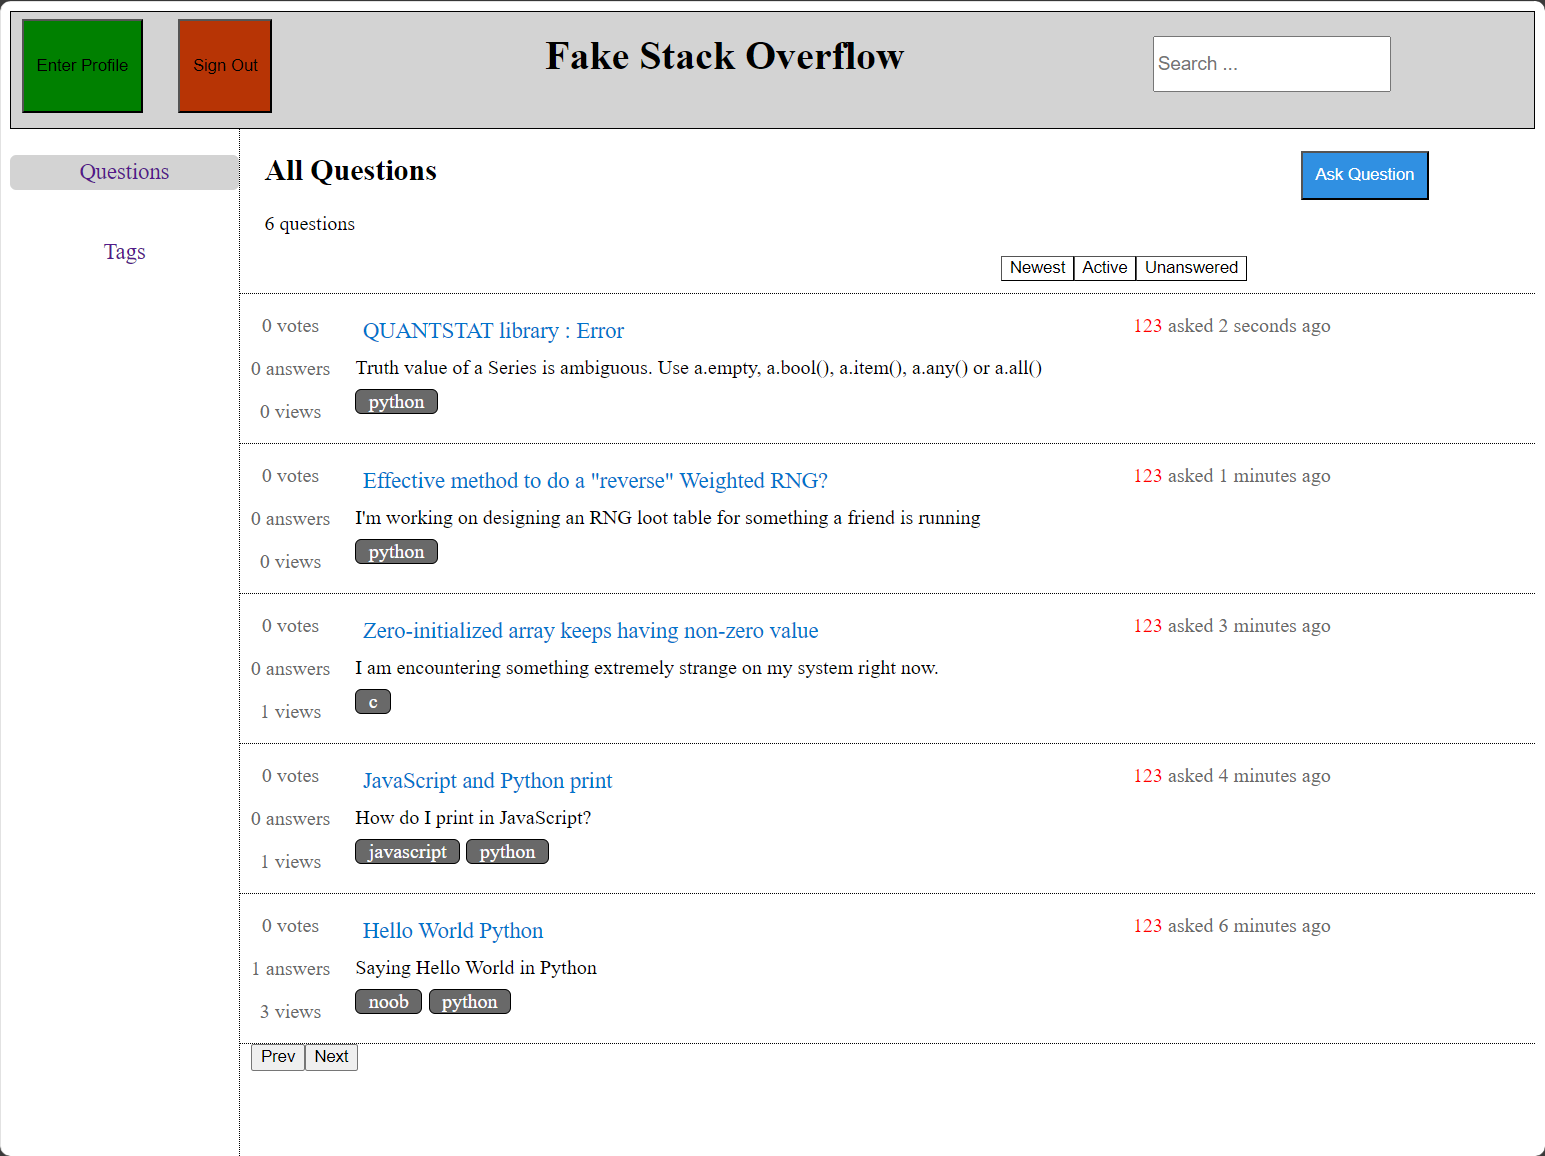 Enter Profile
Sign Out
Fake Stack Overflow
Search ...
Questions
Tags
All Questions
Ask Question
6 questions
Newest
Active
Unanswered
0 votes
0 answers
0 views
QUANTSTAT library : Error
Truth value of a Series is ambiguous. Use a.empty, a.bool(), a.item(), a.any() or a.all()
python
123 asked 2 seconds ago
0 votes
0 answers
0 views
Effective method to do a "reverse" Weighted RNG?
I'm working on designing an RNG loot table for something a friend is running
python
123 asked 1 minutes ago
0 votes
0 answers
1 views
Zero-initialized array keeps having non-zero value
I am encountering something extremely strange on my system right now.
c
123 asked 3 minutes ago
0 votes
0 answers
1 views
JavaScript and Python print
How do I print in JavaScript?
javascript python
123 asked 4 minutes ago
0 votes
1 answers
3 views
Hello World Python
Saying Hello World in Python
noob python
123 asked 6 minutes ago
Prev Next